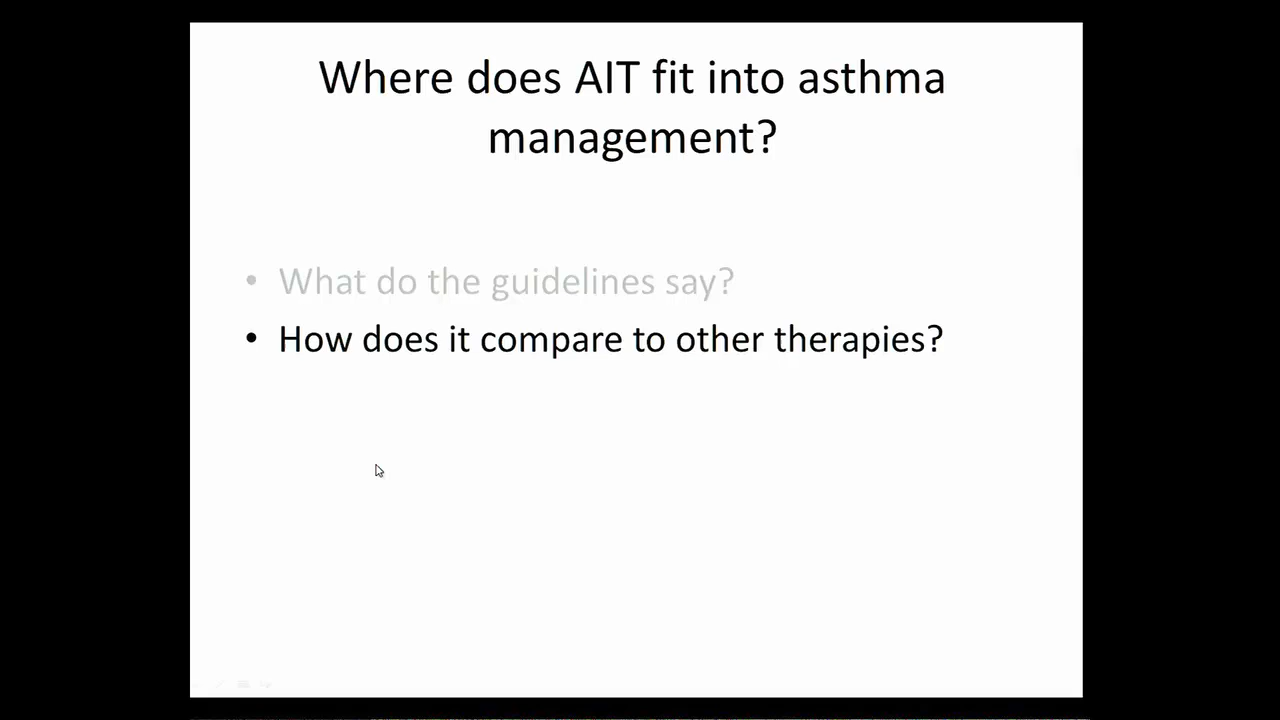 Where does AIT fit into asthma
management?
• What do the guidelines say?
• How does it compare to other therapies?